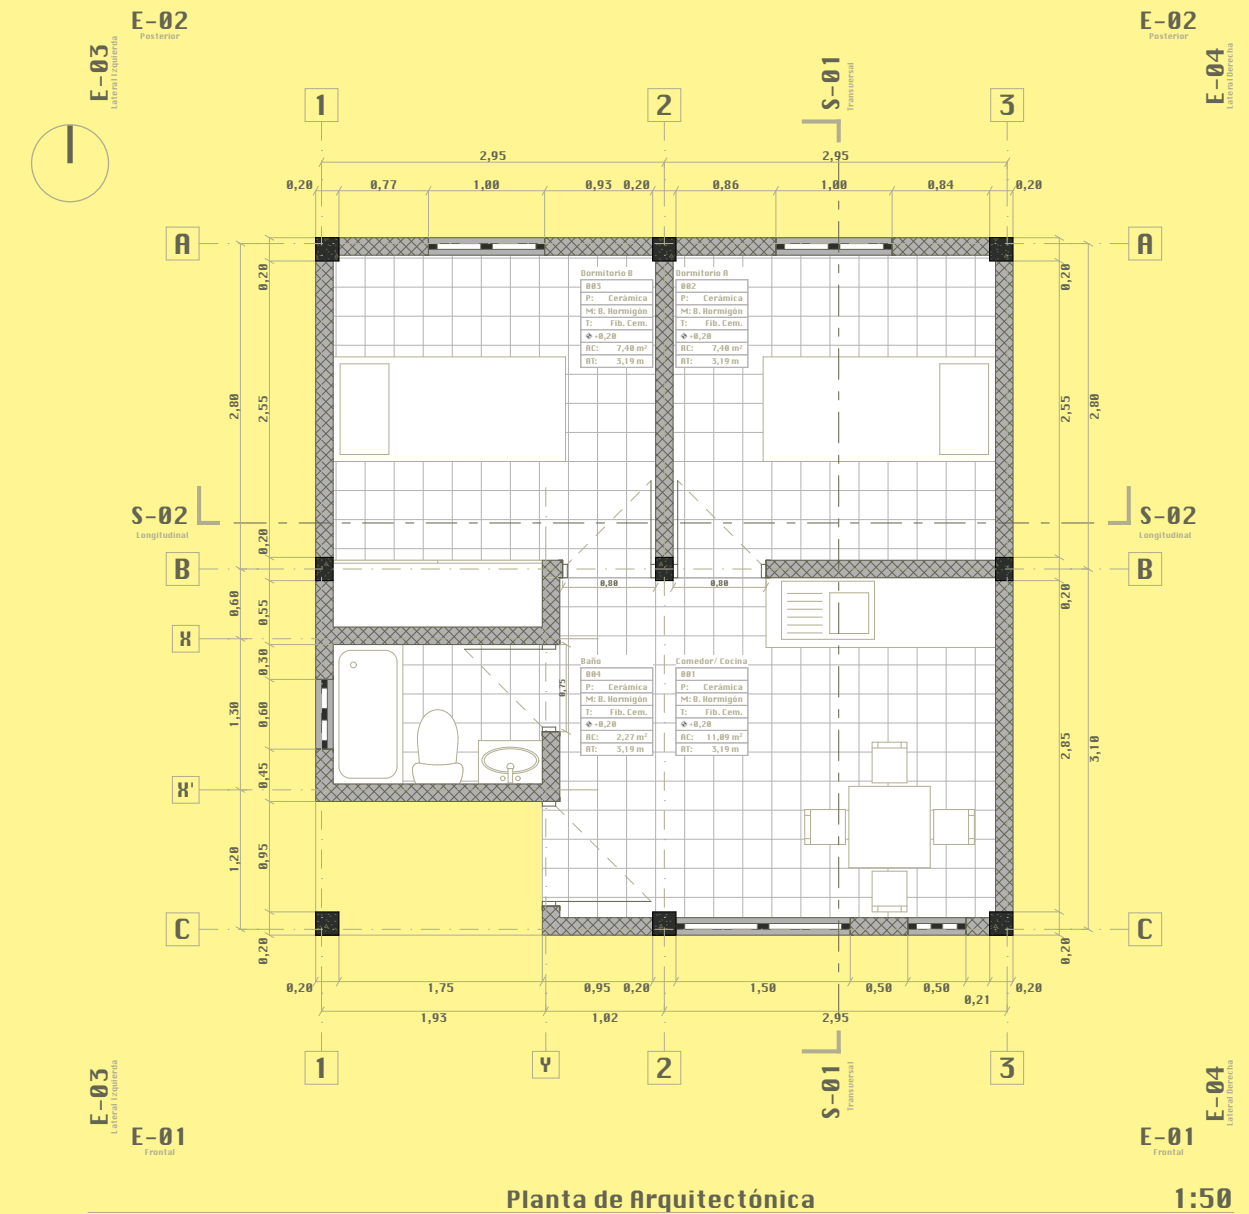 E-02
Posterior
E-02
Posterior
E-03
Lateral Izquierda
E-04
Lateral Derecha
S-01
Transversal
1
2
3
2,95
2,95
0,20
0,77
1,00
0,93
0,20
0,86
1,00
0,84
0,20
A
A
0,20
0,20
Dormitorio B
003
P: Cerámica
M: B. Hormigón
T: Fib. Cem.
+0,20
AC: 7,40 m²
AT: 3,19 m
Dormitorio A
002
P: Cerámica
M: B. Hormigón
T: Fib. Cem.
+0,20
AC: 7,40 m²
AT: 3,19 m
2,80
2,55
2,55
2,80
S-02
Longitudinal
S-02
Longitudinal
0,20
B
B
0,80
0,80
0,60
0,55
0,20
X
0,30
Baño
004
P: Cerámica
M: B. Hormigón
T: Fib. Cem.
+0,20
AC: 2,27 m²
AT: 3,19 m
Comedor/ Cocina
001
P: Cerámica
M: B. Hormigón
T: Fib. Cem.
+0,20
AC: 11,09 m²
AT: 3,19 m
0,75
1,30
0,60
0,45
2,85
3,10
X'
1,20
0,95
C
C
0,20
0,20
0,20
1,75
0,95
0,20
1,50
0,50
0,50
0,21
0,20
1,93
1,02
2,95
1
Y
2
3
S-01
Transversal
E-03
Lateral Izquierda
E-04
Lateral Derecha
E-01
Frontal
E-01
Frontal
Planta de Arquitectónica
1:50